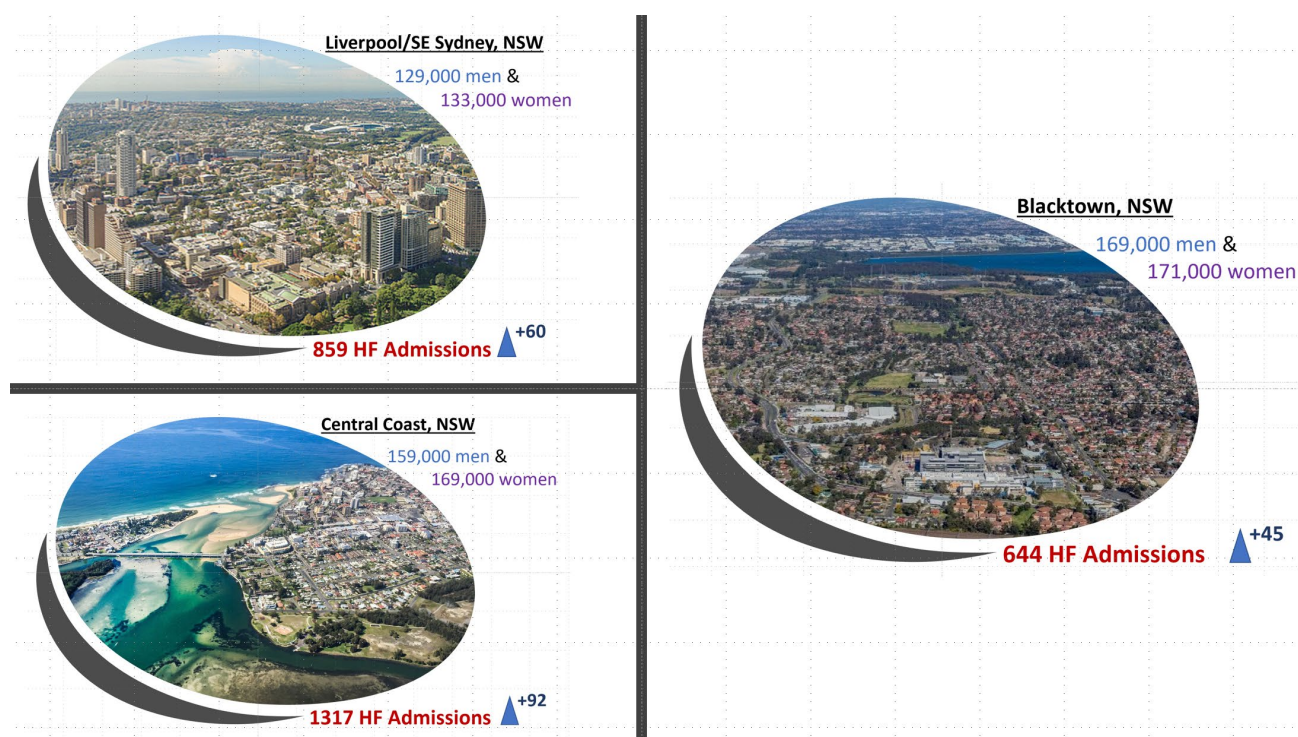 Liverpool/SE Sydney, NSW
129,000 men &
133,000 women
+60
859 HF Admissions
Central Coast, NSW
159,000 men &
169,000 women
+92
1317 HF Admissions
Blacktown, NSW
169,000 men &
171,000 women
+45
644 HF Admissions